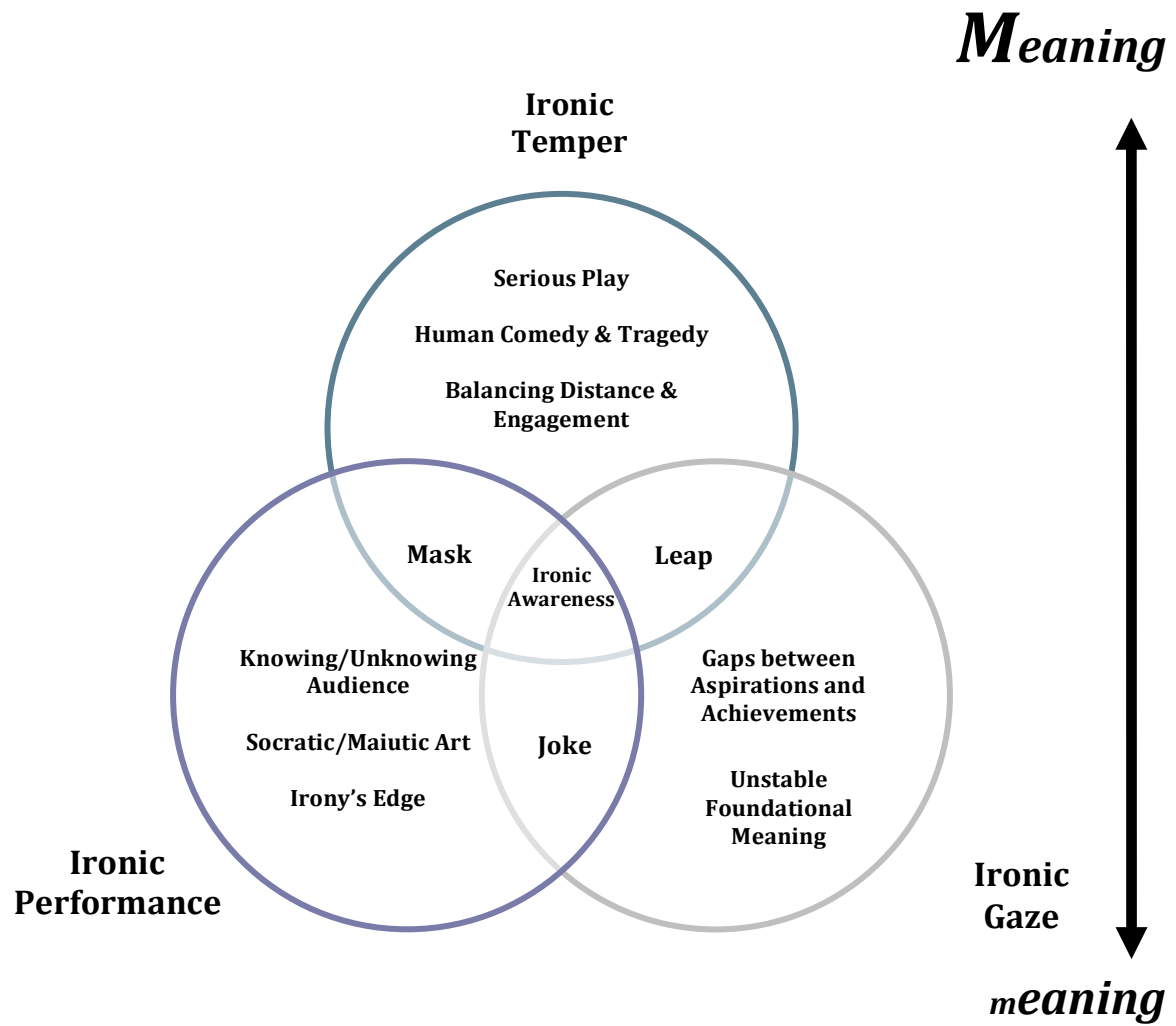 Meaning
Ironic
Temper
Serious Play
Human Comedy & Tragedy
Balancing Distance &
Engagement
Mask
Leap
Ironic
Awareness
Knowing/Unknowing
Audience
Socratic/Maiutic Art
Irony's Edge
Joke
Gaps between
Aspirations and
Achievements
Unstable
Foundational
Meaning
Ironic
Performance
Ironic
Gaze
meaning